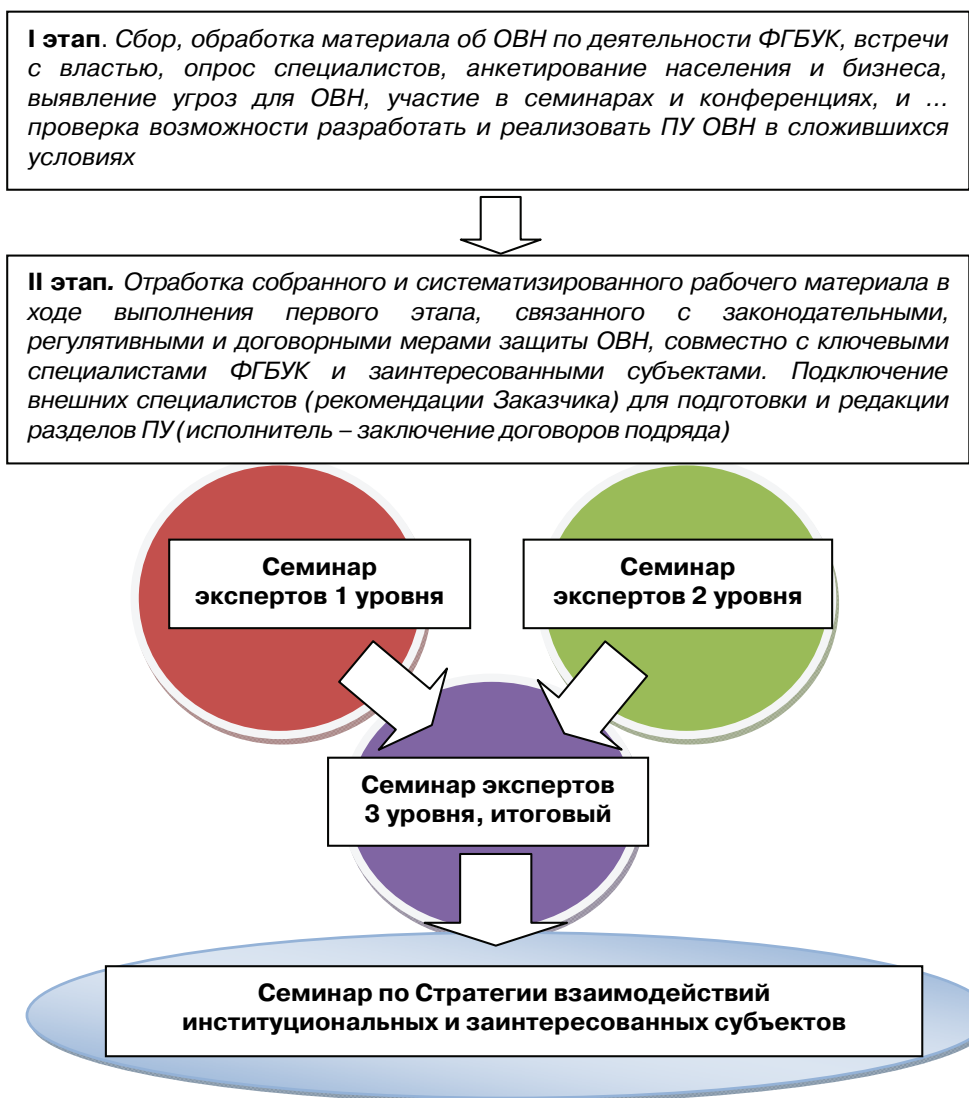 I этап. Сбор, обработка материала об ОВН по деятельности ФГБУК, встречи
с властью, опрос специалистов, анкетирование населения и бизнеса,
выявление угроз для ОВН, участие в семинарах и конференциях, и ...
проверка возможности разработать и реализовать ПУ ОВН в сложившихся
условиях
II этап. Отработка собранного и систематизированного рабочего материала в
ходе выполнения первого этапа, связанного с законодательными,
регулятивными и договорными мерами защиты ОВН, совместно с ключевыми
специалистами ФГБУК и заинтересованными субъектами. Подключение
внешних специалистов (рекомендации Заказчика) для подготовки и редакции
разделов ПУ (исполнитель – заключение договоров подряда)
Семинар
экспертов 1 уровня
Семинар
экспертов 2 уровня
Семинар экспертов
3 уровня, итоговый
Семинар по Стратегии взаимодействий
институциональных и заинтересованных субъектов